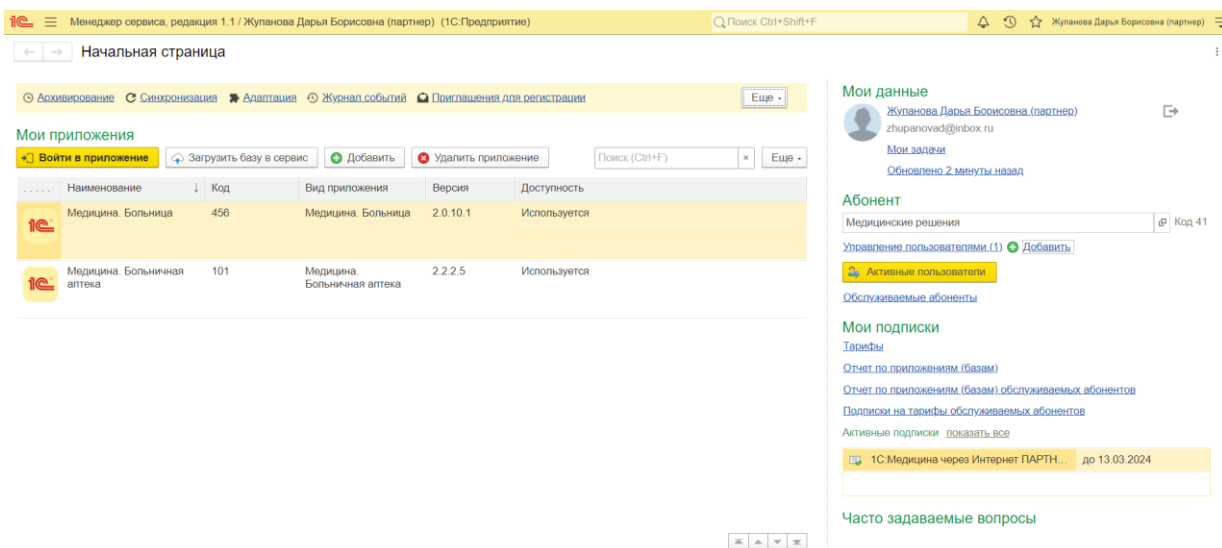 1С Менеджер сервиса, редакция 1.1 / Жупанова Дарья Борисовна (партнер) (1С:Предприятие) Поиск Ctrl+Shift+F Жупанова Дарья Борисовна (партнер)
Начальная страница
Архивирование Синхронизация Адаптация Журнал событий Приглашения для регистрации Еще
Мои приложения
Войти в приложение Загрузить базу в сервис Добавить Удалить приложение Поиск (Ctrl+F) × Еще
..... Наименование ↓ Код Вид приложения Версия Доступность
1С Медицина. Больница 456 Медицина. Больница 2.0.10.1 Используется
1С Медицина. Больничная 101 Медицина. 2.2.2.5 Используется
аптека Больничная аптека
Мои данные
Жупанова Дарья Борисовна (партнер)
zhupanovad@inbox.ru
Мои задачи
Обновлено 2 минуты назад
Абонент
Медицинские решения Код 41
Управление пользователями (1) Добавить
Активные пользователи
Обслуживаемые абоненты
Мои подписки
Тарифы
Отчет по приложениям (базам)
Отчет по приложениям (базам) обслуживаемых абонентов
Подписки на тарифы обслуживаемых абонентов
Активные подписки показать все
1С:Медицина через Интернет ПАРТН... до 13.03.2024
Часто задаваемые вопросы